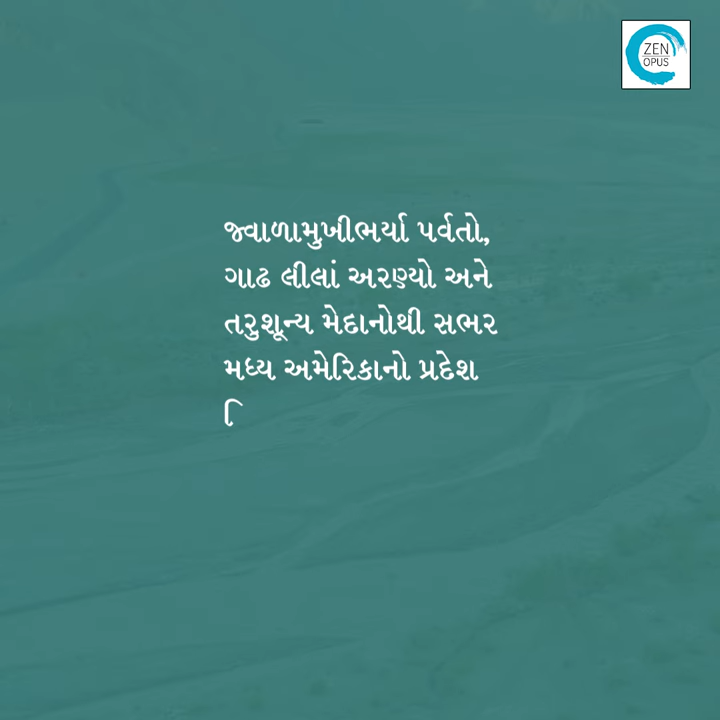 ZEN
OPUS
જ્વાળામુખીભર્યા પર્વતો,
ગાઢ લીલાં અરણ્યો અને
તરુશૂન્ય મેદાનોથી સભર
મધ્ય અમેરિકાનો પ્રદેશ
િ